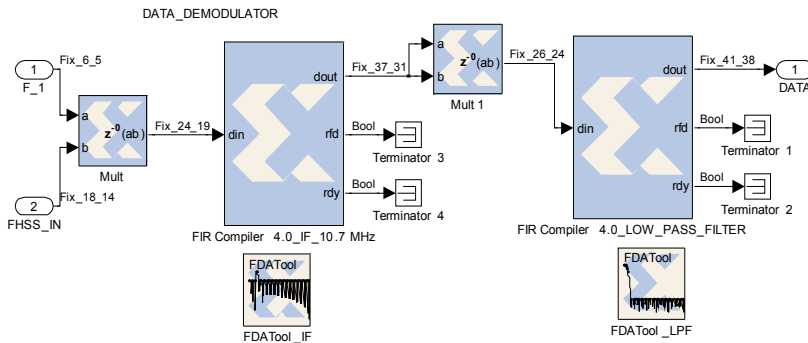 DATA_DEMODULATOR
1
F_1
Fix_6_5
2
FHSS_IN
Fix_18_14
a
b
z-0(ab)
Mult
Fix_24_19
din
dout
rfd
rdy
FIR Compiler 4.0_IF_10.7 MHz
Fix_37_31
Bool
Terminator 3
Bool
Terminator 4
a
b
z-0(ab)
Mult 1
Fix_26_24
din
dout
rfd
rdy
FIR Compiler 4.0_LOW_PASS_FILTER
Fix_41_38
1
DATA
Bool
Terminator 1
Bool
Terminator 2
FDATool
FDATool _IF
FDATool
FDATool _LPF